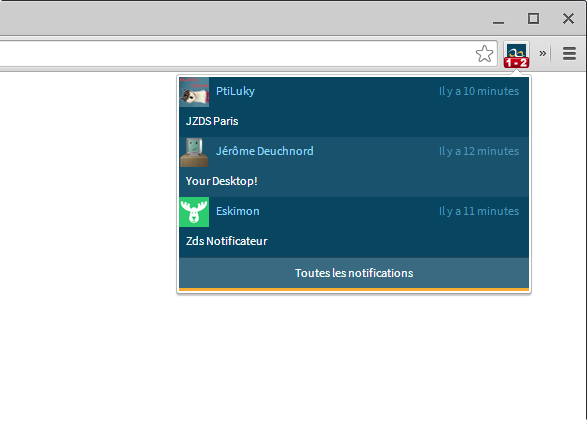 1 - 2
»
PtiLuky Il y a 10 minutes
JZDS Paris
Jérôme Deuchnord Il y a 12 minutes
Your Desktop!
Eskimon Il y a 11 minutes
Zds Notificateur
Toutes les notifications